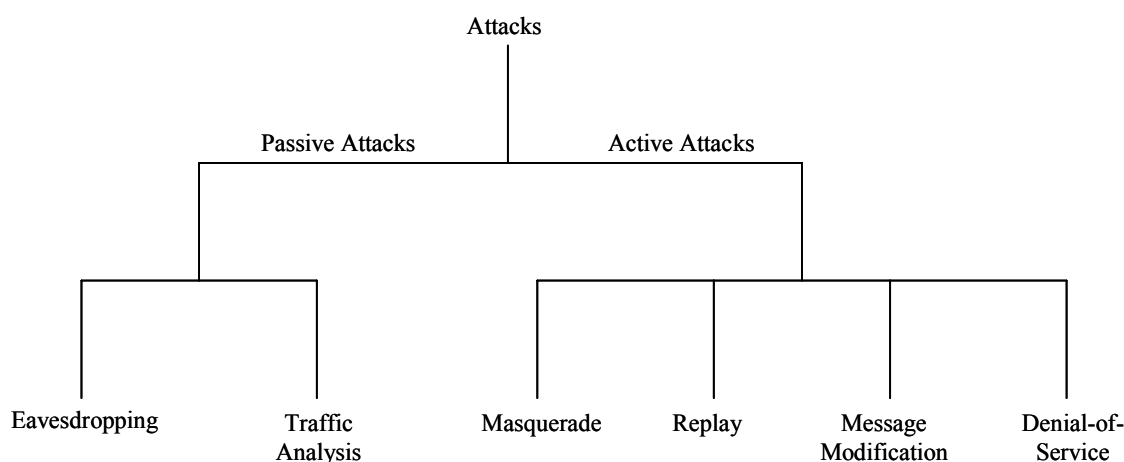 Attacks
Passive Attacks
Active Attacks
Eavesdropping
Traffic
Analysis
Masquerade
Replay
Message
Modification
Denial-of-
Service